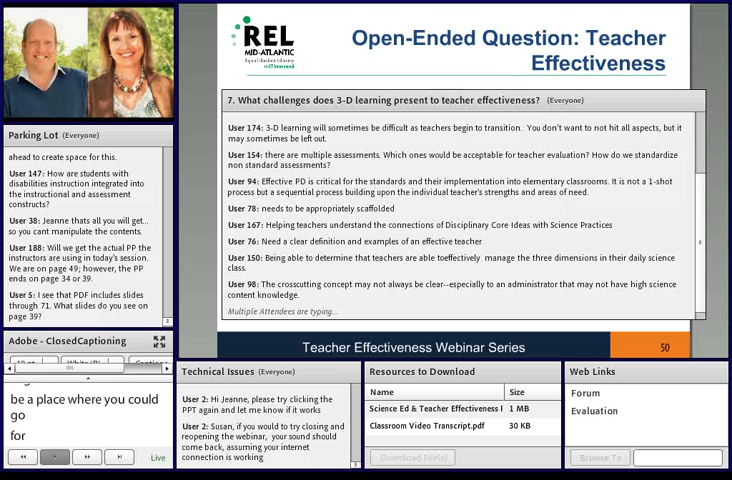 REL
MID-ATLANTIC
Open-Ended Question: Teacher
Effectiveness
7. What challenges does 3-D learning present to teacher effectiveness? (Everyone)
User 174: 3-D learning will sometimes be difficult as teachers begin to transition. You don't want to not hit all aspects, but it
may sometimes be left out.
User 154: there are multiple assessments. Which ones would be acceptable for teacher evaluation? How do we standardize
non standard assessments?
User 94: Effective PD is critical for the standards and their implementation into elementary classrooms. It is not a 1-shot
process but a sequential process building upon the individual teacher's strengths and areas of need.
User 78: needs to be appropriately scaffolded
User 167: Helping teachers understand the connections of Disciplinary Core Ideas with Science Practices
User 76: Need a clear definition and examples of an effective teacher
User 150: Being able to determine that teachers are able toeffectively manage the three dimensions in their daily science
class.
User 98: The crosscutting concept may not always be clear--especially to an administrator that may not have high science
content knowledge.
Multiple Attendees are typing...
Teacher Effectiveness Webinar Series
50
Parking Lot (Everyone)
ahead to create space for this.
User 147: How are students with
disabilities instruction integrated into
the instructional and assessment
constructs?
User 38: Jeanne thats all you will get...
so you cant manipulate the contents.
User 188: Will we get the actual PP the
instructors are using in today's session.
We are on page 49; however, the PP
ends on page 34 or 39.
User 5: I see that PDF includes slides
through 71. What slides do you see on
page 39?
Adobe - ClosedCaptioning
be a place where you could
go
for
Live
Technical Issues (Everyone)
User 2: Hi Jeanne, please try clicking the
PPT again and let me know if it works
User 2: Susan, if you would to try closing and
reopening the webinar, your sound should
come back, assuming your internet
connection is working
Resources to Download
Name Size
Science Ed & Teacher Effectiveness 1 MB
Classroom Video Transcript.pdf 30 KB
Download File(s)
Web Links
Forum
Evaluation
Browse To